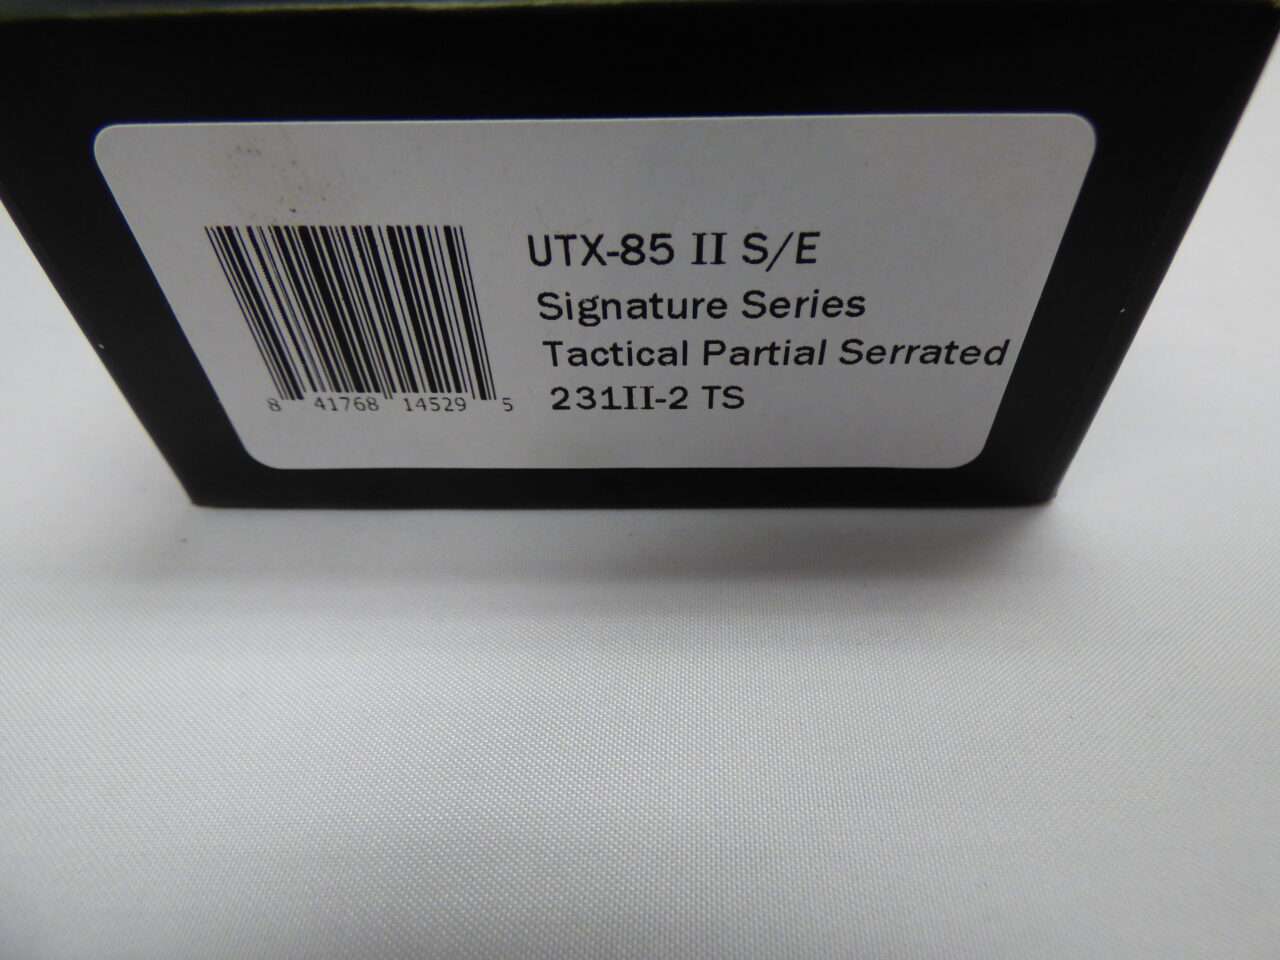 UTX-85 II S/E
Signature Series
Tactical Partial Serrated
231II-2 TS
8 41768 14529 5